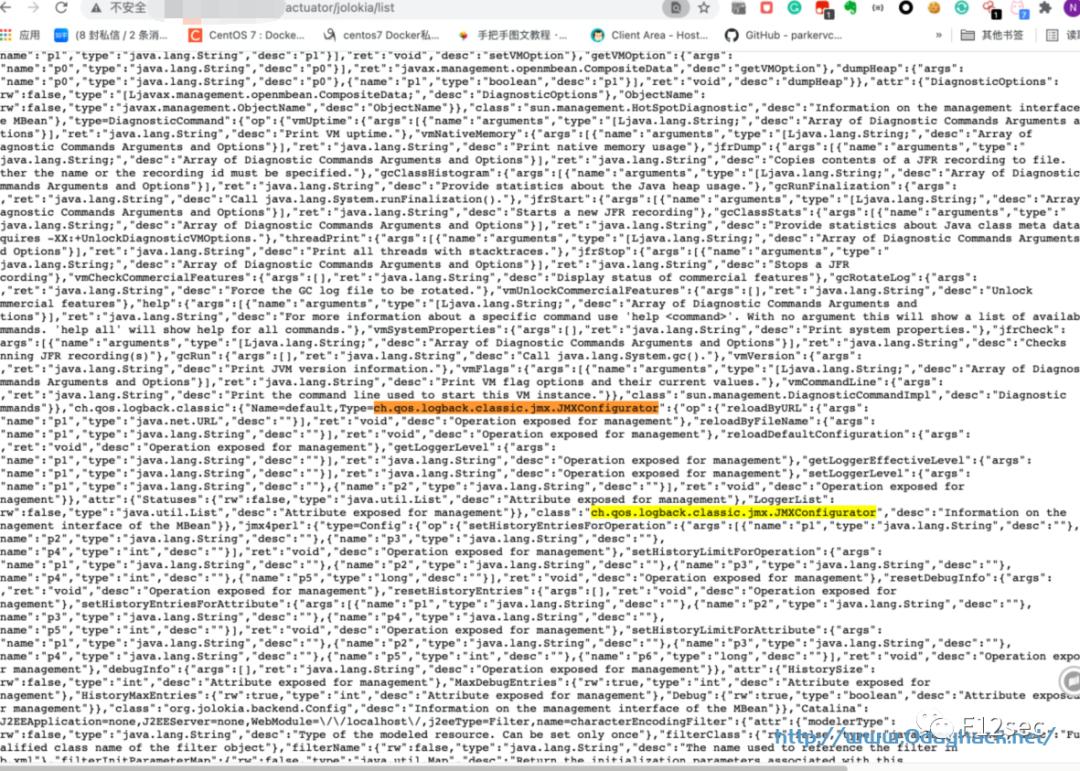 不安全 actuator/jolokia/list
应用 (8 封私信 / 2 条消... CentOS 7 : Docke... centos7 Docker私... 手把手图文教程 · ... Client Area - Host... GitHub - parkervc... » 其他书签
name":"p1","type":"java.lang.String","desc":"p1"}],"ret":"void","desc":"setVMOption"},"getVMOption":{"args":
"name":"p0","type":"java.lang.String","desc":"p0"}],"ret":"javax.management.openmbean.CompositeData","desc":"getVMOption"},"dumpHeap":{"args":
"name":"p0","type":"java.lang.String","desc":"p0"},{"name":"p1","type":"boolean","desc":"p1"}],"ret":"void","desc":"dumpHeap"}},"attr":{"DiagnosticOptions":
rw":false,"type":"[Ljavax.management.openmbean.CompositeData;","desc":"DiagnosticOptions"},"ObjectName":
rw":false,"type":"javax.management.ObjectName","desc":"ObjectName"}},"class":"sun.management.HotSpotDiagnostic","desc":"Information on the management interface
e MBean"},"type=DiagnosticCommand":{"op":{"vmUptime":{"args":[{"name":"arguments","type":"[Ljava.lang.String;","desc":"Array of Diagnostic Commands Arguments a
tions"}],"ret":"java.lang.String","desc":"Print VM uptime."},"vmNativeMemory":{"args":[{"name":"arguments","type":"[Ljava.lang.String;","desc":"Array of
agnostic Commands Arguments and Options"}],"ret":"java.lang.String","desc":"Print native memory usage"},"jfrDump":{"args":[{"name":"arguments","type":"
java.lang.String;","desc":"Array of Diagnostic Commands Arguments and Options"}],"ret":"java.lang.String","desc":"Copies contents of a JFR recording to file.
ther the name or the recording id must be specified."},"gcClassHistogram":{"args":[{"name":"arguments","type":"[Ljava.lang.String;","desc":"Array of Diagnostic
mmands Arguments and Options"}],"ret":"java.lang.String","desc":"Provide statistics about the Java heap usage."},"gcRunFinalization":{"args":
,"ret":"java.lang.String","desc":"Call java.lang.System.runFinalization()."},"jfrStart":{"args":[{"name":"arguments","type":"[Ljava.lang.String;","desc":"Array
agnostic Commands Arguments and Options"}],"ret":"java.lang.String","desc":"Starts a new JFR recording"},"gcClassStats":{"args":[{"name":"arguments","type":"
java.lang.String;","desc":"Array of Diagnostic Commands Arguments and Options"}],"ret":"java.lang.String","desc":"Provide statistics about Java class meta data
quires -XX:+UnlockDiagnosticVMOptions."},"threadPrint":{"args":[{"name":"arguments","type":"[Ljava.lang.String;","desc":"Array of Diagnostic Commands Arguments
d Options"}],"ret":"java.lang.String","desc":"Print all threads with stacktraces."},"jfrStop":{"args":[{"name":"arguments","type":"
java.lang.String;","desc":"Array of Diagnostic Commands Arguments and Options"}],"ret":"java.lang.String","desc":"Stops a JFR
cording"},"vmCheckCommercialFeatures":{"args":[],"ret":"java.lang.String","desc":"Display status of commercial features"},"gcRotateLog":{"args":
,"ret":"java.lang.String","desc":"Force the GC log file to be rotated."},"vmUnlockCommercialFeatures":{"args":[],"ret":"java.lang.String","desc":"Unlock
mmercial features"},"help":{"args":[{"name":"arguments","type":"[Ljava.lang.String;","desc":"Array of Diagnostic Commands Arguments and
tions"}],"ret":"java.lang.String","desc":"For more information about a specific command use 'help <command>'. With no argument this will show a list of availab
mmands. 'help all' will show help for all commands."},"vmSystemProperties":{"args":[],"ret":"java.lang.String","desc":"Print system properties."},"jfrCheck"
args":[{"name":"arguments","type":"[Ljava.lang.String;","desc":"Array of Diagnostic Commands Arguments and Options"}],"ret":"java.lang.String","desc":"Checks
nning JFR recording(s)"},"gcRun":{"args":[],"ret":"java.lang.String","desc":"Call java.lang.System.gc()."},"vmVersion":{"args":
,"ret":"java.lang.String","desc":"Print JVM version information."},"vmFlags":{"args":[{"name":"arguments","type":"[Ljava.lang.String;","desc":"Array of Diagnos
mmands Arguments and Options"}],"ret":"java.lang.String","desc":"Print VM flag options and their current values."},"vmCommandLine":{"args":
,"ret":"java.lang.String","desc":"Print the command line used to start this VM instance."}},"class":"sun.management.DiagnosticCommandImpl","desc":"Diagnostic
mmands"}},"ch.qos.logback.classic":{"Name=default,Type=ch.qos.logback.classic.jmx.JMXConfigurator":{"op":{"reloadByURL":{"args":
"name":"p1","type":"java.net.URL","desc":""}],"ret":"void","desc":"Operation exposed for management"},"reloadByFileName":{"args":
"name":"p1","type":"java.lang.String","desc":""}],"ret":"void","desc":"Operation exposed for management"},"reloadDefaultConfiguration":{"args":
,"ret":"void","desc":"Operation exposed for management"},"getLoggerLevel":{"args":
"name":"p1","type":"java.lang.String","desc":""}],"ret":"java.lang.String","desc":"Operation exposed for management"},"getLoggerEffectiveLevel":{"args":
"name":"p1","type":"java.lang.String","desc":""}],"ret":"java.lang.String","desc":"Operation exposed for management"},"setLoggerLevel":{"args":
"name":"p1","type":"java.lang.String","desc":""},{"name":"p2","type":"java.lang.String","desc":""}],"ret":"void","desc":"Operation exposed for
nagement"}},"attr":{"Statuses":{"rw":false,"type":"java.util.List","desc":"Attribute exposed for management"},"LoggerList":
rw":false,"type":"java.util.List","desc":"Attribute exposed for management"}},"class":"ch.qos.logback.classic.jmx.JMXConfigurator","desc":"Information on the
nagement interface of the MBean"}},"jmx4perl":{"type=Config":{"op":{"setHistoryEntriesForOperation":{"args":[{"name":"p1","type":"java.lang.String","desc":""},
name":"p2","type":"java.lang.String","desc":""},{"name":"p3","type":"java.lang.String","desc":""},
name":"p4","type":"int","desc":""}],"ret":"void","desc":"Operation exposed for management"},"setHistoryLimitForOperation":{"args":
"name":"p1","type":"java.lang.String","desc":""},{"name":"p2","type":"java.lang.String","desc":""},{"name":"p3","type":"java.lang.String","desc":""},
name":"p4","type":"int","desc":""},{"name":"p5","type":"long","desc":""}],"ret":"void","desc":"Operation exposed for management"},"resetDebugInfo":{"args":
,"ret":"void","desc":"Operation exposed for management"},"resetHistoryEntries":{"args":[],"ret":"void","desc":"Operation exposed for
nagement"},"setHistoryEntriesForAttribute":{"args":[{"name":"p1","type":"java.lang.String","desc":""},{"name":"p2","type":"java.lang.String","desc":""},
name":"p3","type":"java.lang.String","desc":""},{"name":"p4","type":"java.lang.String","desc":""},
name":"p5","type":"int","desc":""}],"ret":"void","desc":"Operation exposed for management"},"setHistoryLimitForAttribute":{"args":
"name":"p1","type":"java.lang.String","desc":""},{"name":"p2","type":"java.lang.String","desc":""},{"name":"p3","type":"java.lang.String","desc":""},
name":"p4","type":"java.lang.String","desc":""},{"name":"p5","type":"int","desc":""},{"name":"p6","type":"long","desc":""}],"ret":"void","desc":"Operation expo
r management"},"debugInfo":{"args":[],"ret":"java.lang.String","desc":"Operation exposed for management"}},"attr":{"HistorySize":
rw":false,"type":"int","desc":"Attribute exposed for management"},"MaxDebugEntries":{"rw":true,"type":"int","desc":"Attribute exposed for
nagement"},"HistoryMaxEntries":{"rw":true,"type":"int","desc":"Attribute exposed for management"},"Debug":{"rw":true,"type":"boolean","desc":"Attribute exposed
r management"}},"class":"org.jolokia.backend.Config","desc":"Information on the management interface of the MBean"}},"Catalina":
J2EEApplication=none,J2EEServer=none,WebModule=\/\/localhost\/,j2eeType=Filter,name=characterEncodingFilter":{"attr":{"modelerType":
rw":false,"type":"java.lang.String","desc":"Type of the modeled resource. Can be set only once"},"filterClass":{"rw":false,"type":"java.lang.String","desc":"Fu
alified class name of the filter object"},"filterName":{"rw":false,"type":"java.lang.String","desc":"The name used to reference the filter in
b.xml"},"filterInitParameterMap":{"rw":false,"type":"java.util.Map","desc":"Return the initialization parameters associated with this
E12sec